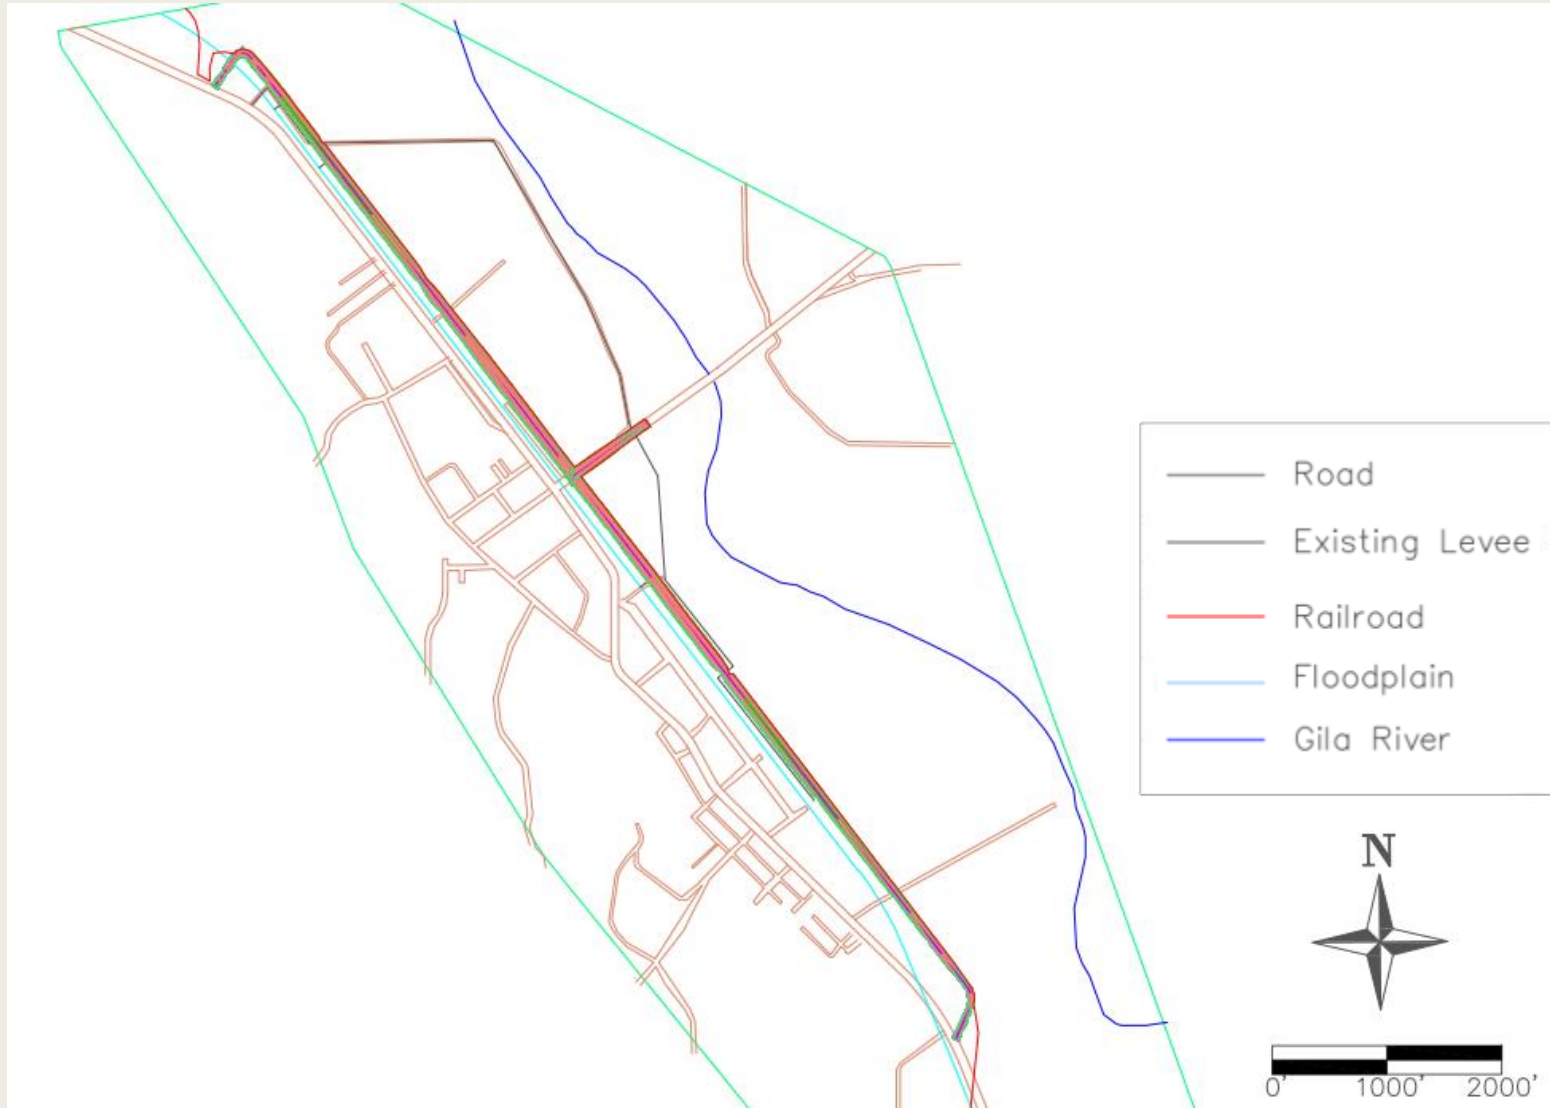 Road
Existing Levee
Railroad
Floodplain
Gila River
N
0' 1000' 2000'